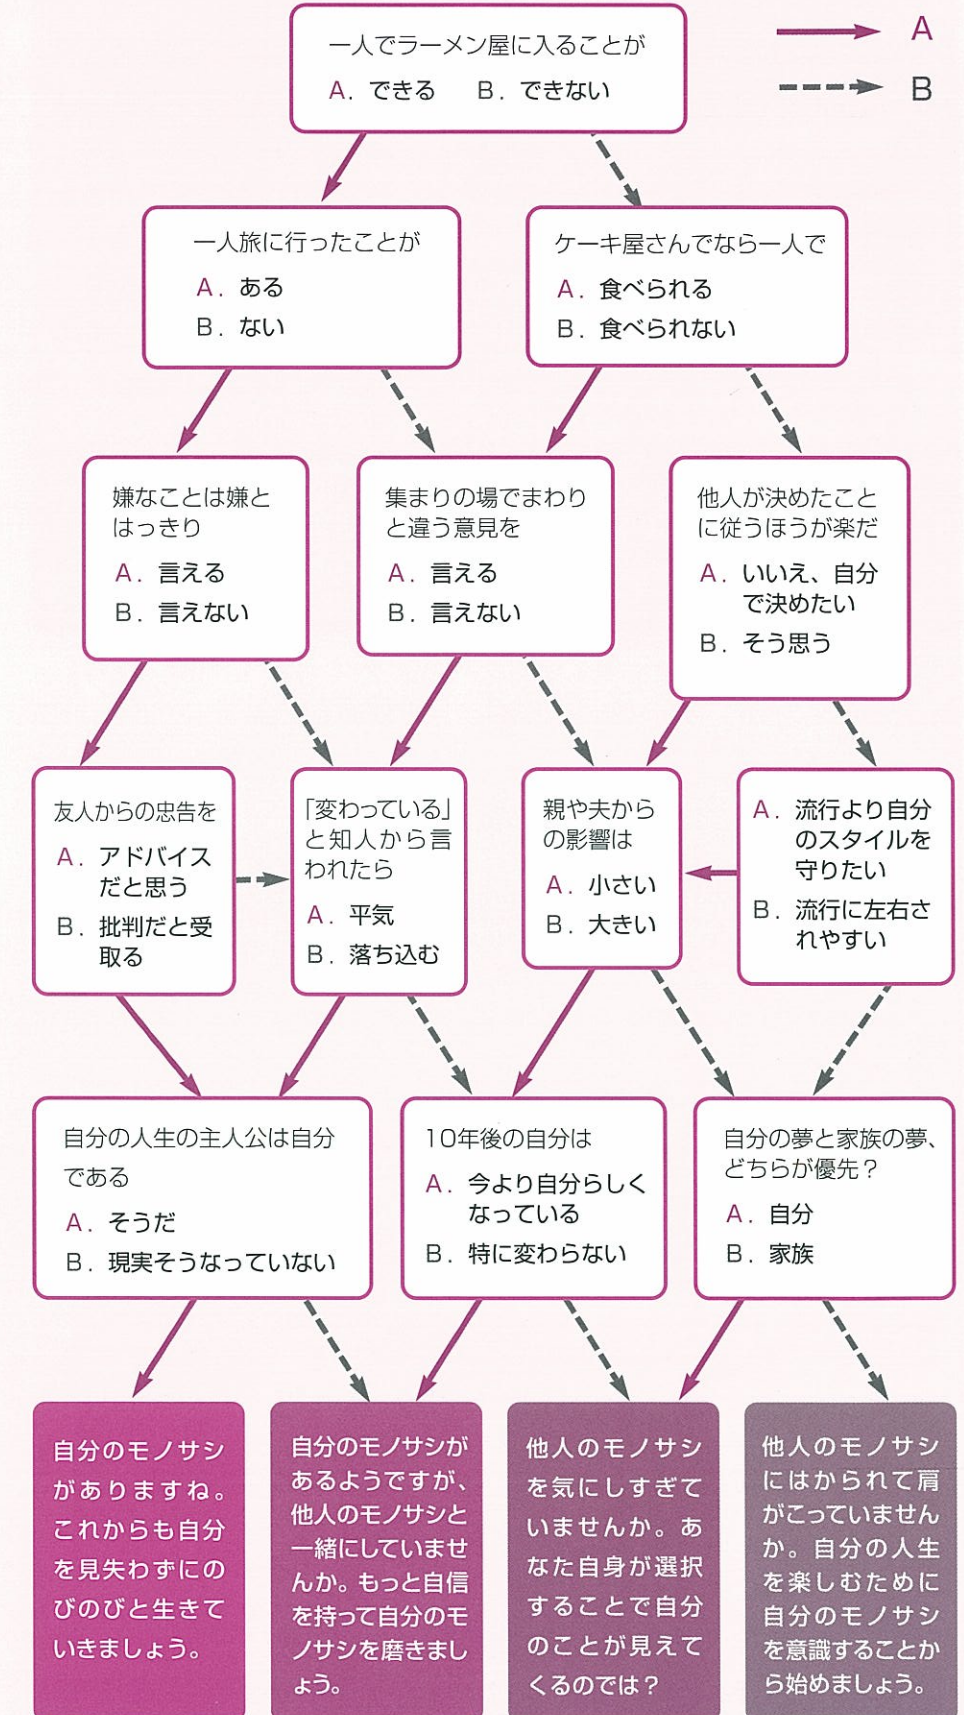 一人でラーメン屋に入ることが
A．できる　B．できない
A
B
一人旅に行ったことが
A．ある
B．ない
ケーキ屋さんでなら一人で
A．食べられる
B．食べられない
嫌なことは嫌と
はっきり
A．言える
B．言えない
集まりの場でまわり
と違う意見を
A．言える
B．言えない
他人が決めたこと
に従うほうが楽だ
A．いいえ、自分
で決めたい
B．そう思う
友人からの忠告を
A．アドバイス
だと思う
B．批判だと受
取る
「変わっている」
と知人から言
われたら
A．平気
B．落ち込む
親や夫から
の影響は
A．小さい
B．大きい
A．流行より自分
のスタイルを
守りたい
B．流行に左右さ
れやすい
自分の人生の主人公は自分
である
A．そうだ
B．現実そうなっていない
10年後の自分は
A．今より自分らしく
なっている
B．特に変わらない
自分の夢と家族の夢、
どちらが優先？
A．自分
B．家族
自分のモノサシ
がありますね。
これからも自分
を見失わずにの
びのびと生きて
いきましょう。
自分のモノサシが
あるようですが、
他人のモノサシと
一緒にしていませ
んか。もっと自信
を持って自分のモ
ノサシを磨きまし
ょう。
他人のモノサシ
を気にしすぎて
いませんか。あ
なた自身が選択
することで自分
のことが見えて
くるのでは？
他人のモノサシ
にはかられて肩
がこっていません
か。自分の人生
を楽しむために
自分のモノサシ
を意識することか
ら始めましょう。